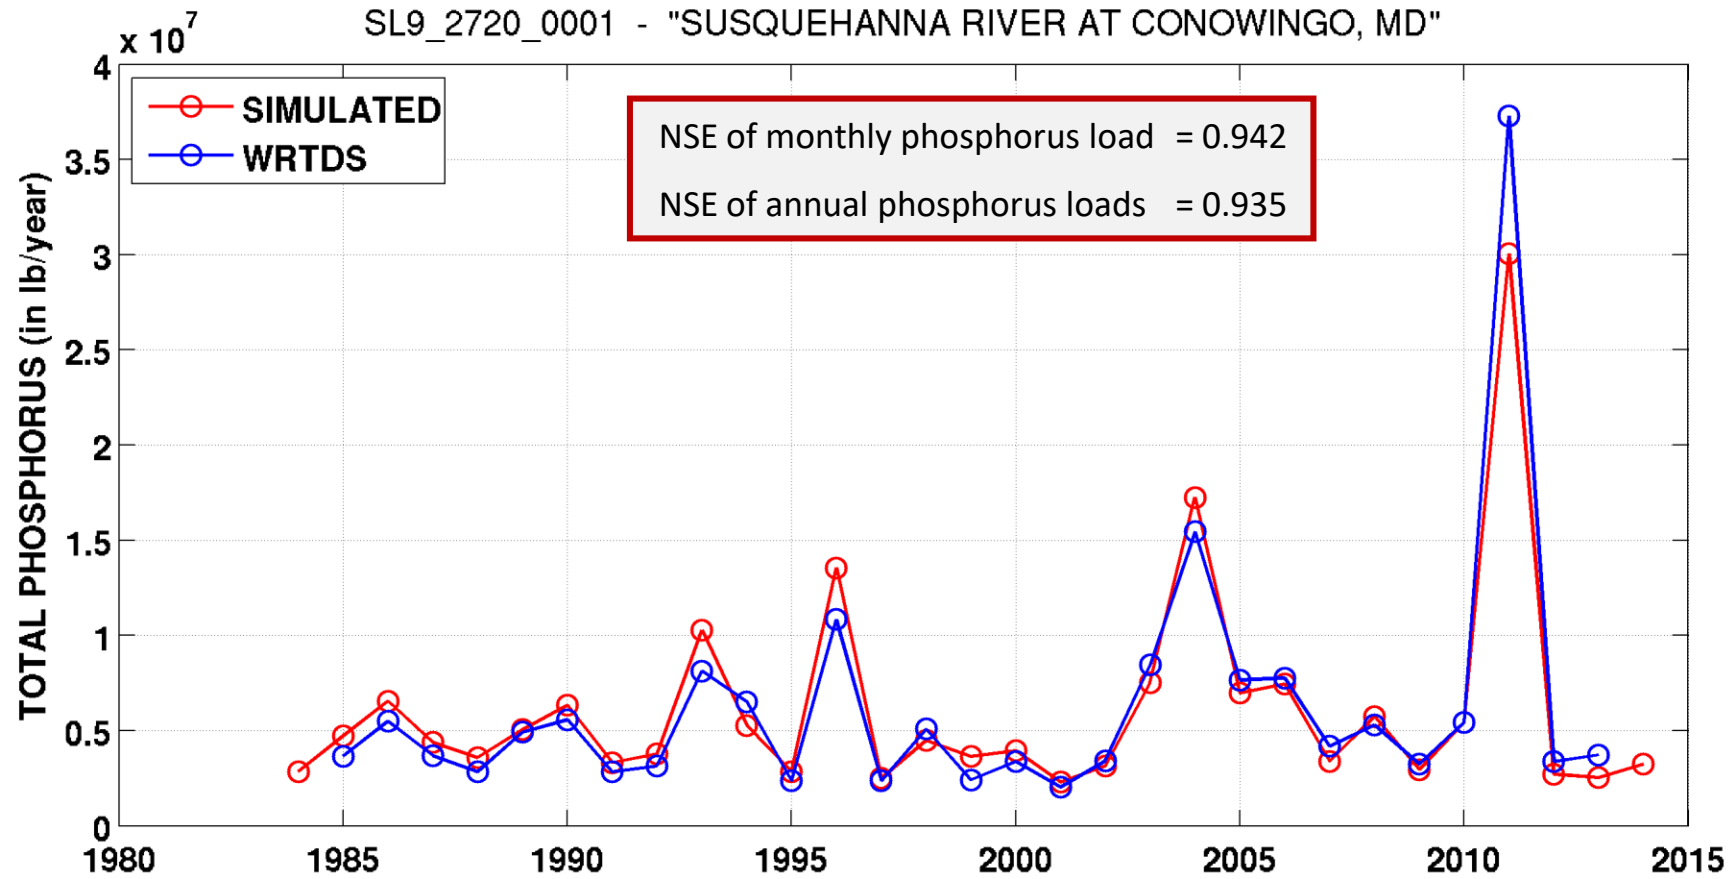 SL9_2720_0001 - "SUSQUEHANNA RIVER AT CONOWINGO, MD"
x 10⁷
SIMULATED
WRTDS
NSE of monthly phosphorus load = 0.942
NSE of annual phosphorus loads = 0.935
TOTAL PHOSPHORUS (in lb/year)
4
3.5
3
2.5
2
1.5
1
0.5
0
1980 1985 1990 1995 2000 2005 2010 2015